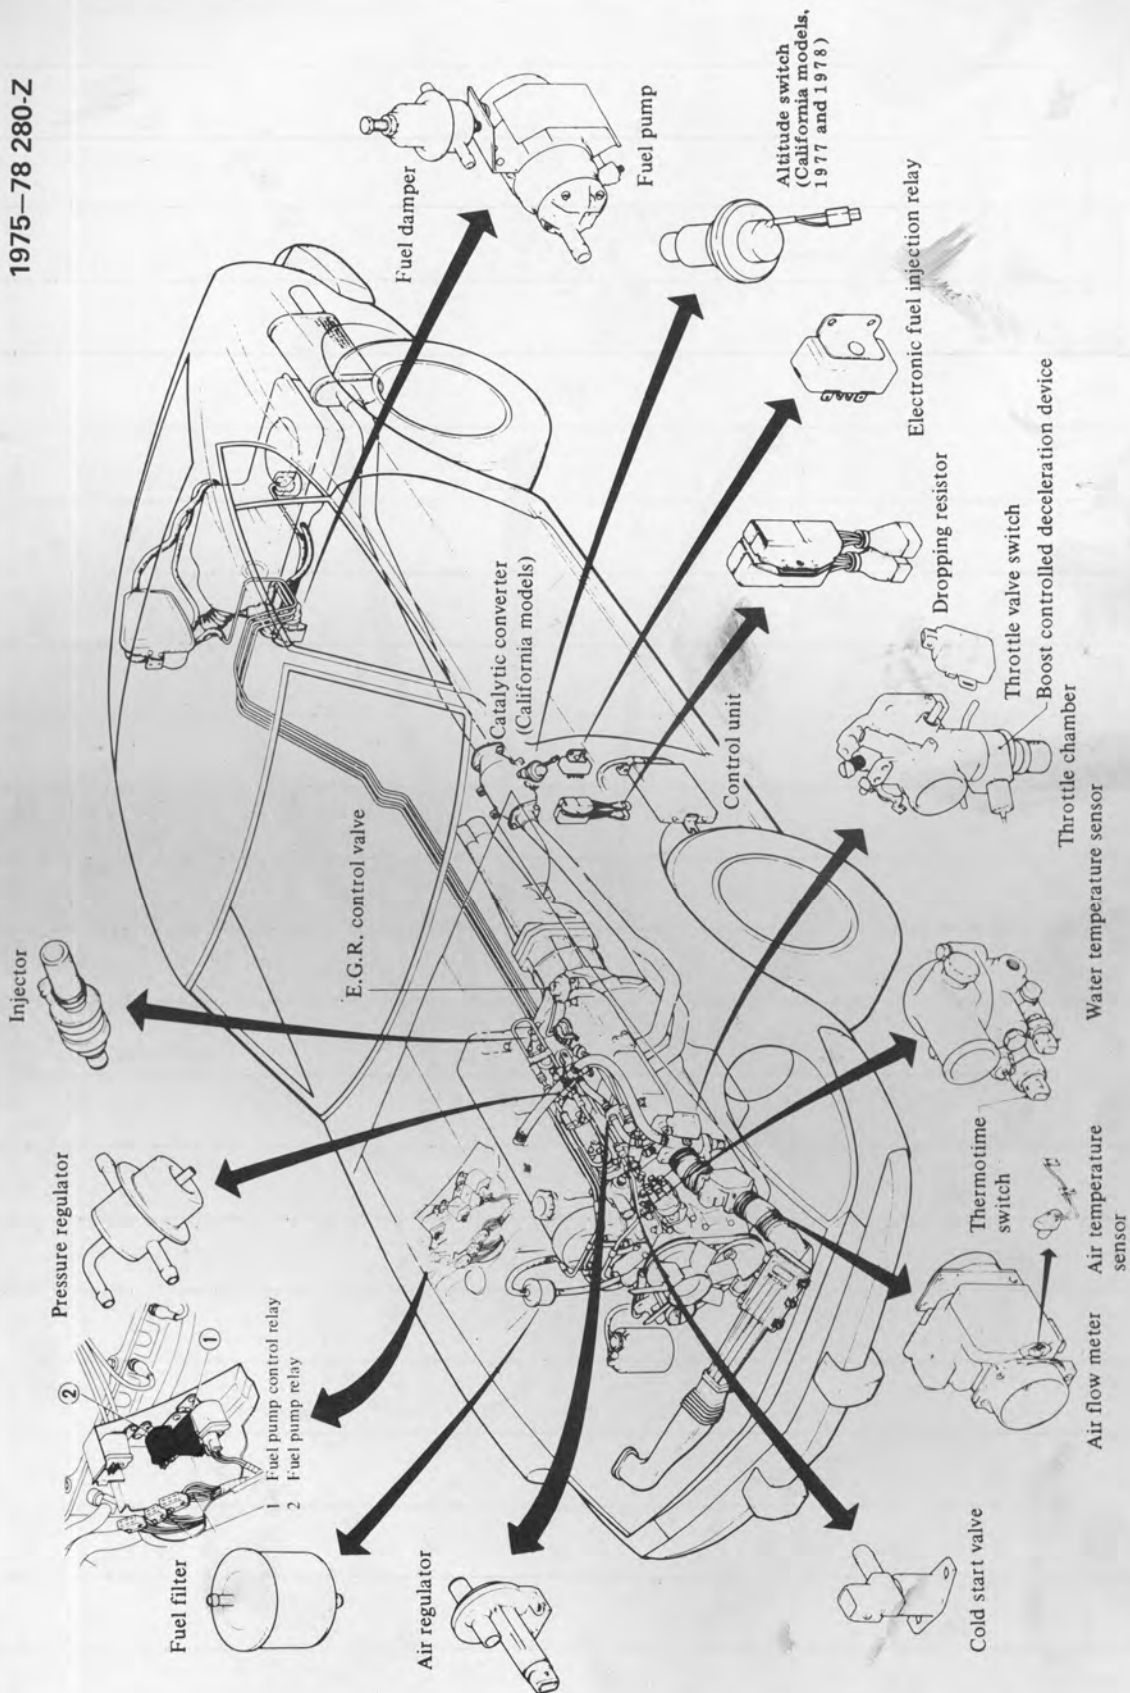 1975–78 280-Z
Injector
Pressure regulator
②
①
1 Fuel pump control relay
2 Fuel pump relay
Fuel filter
Air regulator
E.G.R. control valve
Catalytic converter
(California models)
Fuel damper
Fuel pump
Altitude switch
(California models,
1977 and 1978)
Electronic fuel injection relay
Dropping resistor
Control unit
Throttle valve switch
Boost controlled deceleration device
Throttle chamber
Water temperature sensor
Thermotime
switch
Air temperature
sensor
Air flow meter
Cold start valve